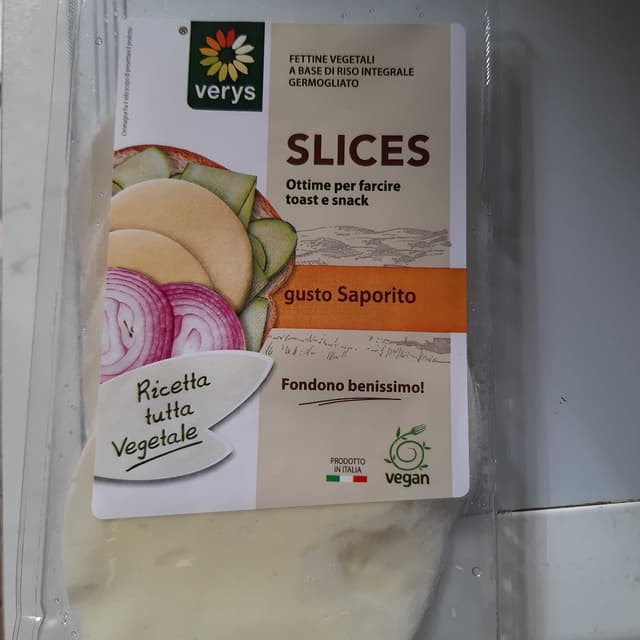 ®
verys
FETTINE VEGETALI
A BASE DI RISO INTEGRALE
GERMOGLIATO
SLICES
Ottime per farcire
toast e snack
gusto Saporito
Fondono benissimo!
Ricetta
tutta
Vegetale
PRODOTTO
IN ITALIA
vegan